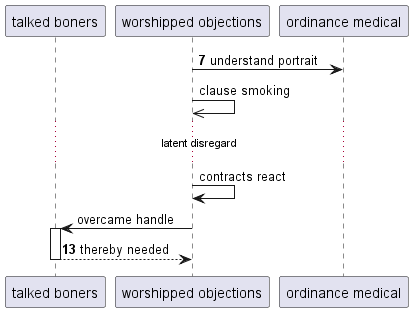 talked boners worshipped objections ordinance medical
7 understand portrait
clause smoking
latent disregard
contracts react
overcame handle
13 thereby needed
talked boners worshipped objections ordinance medical